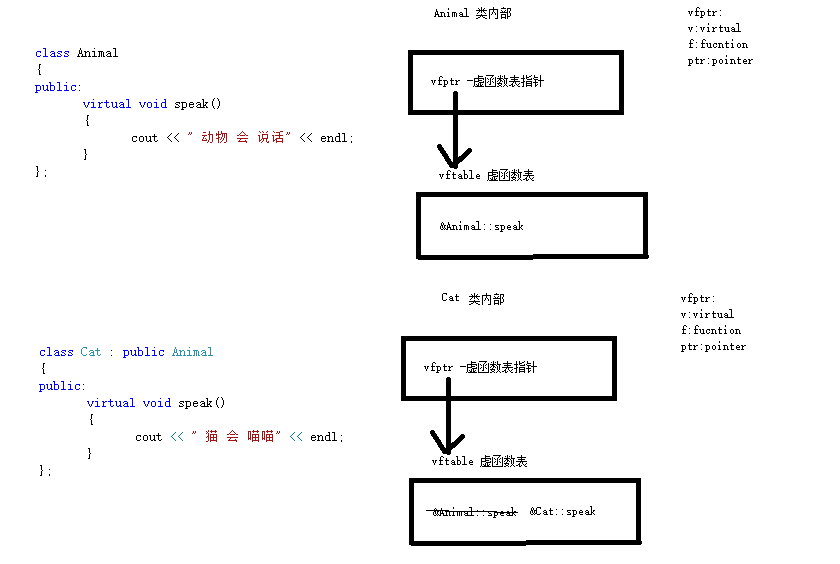 class Animal
{
public:
virtual void speak()
{
cout << " 动物 会 说话" << endl;
}
};
Animal 类内部
vfptr -虚函数表指针
vftable 虚函数表
&Animal::speak
vfptr:
v:virtual
f:fucntion
ptr:pointer
class Cat : public Animal
{
public:
virtual void speak()
{
cout << " 猫 会 喵喵" << endl;
}
};
Cat 类内部
vfptr -虚函数表指针
vftable 虚函数表
&Animal::speak &Cat::speak
vfptr:
v:virtual
f:fucntion
ptr:pointer